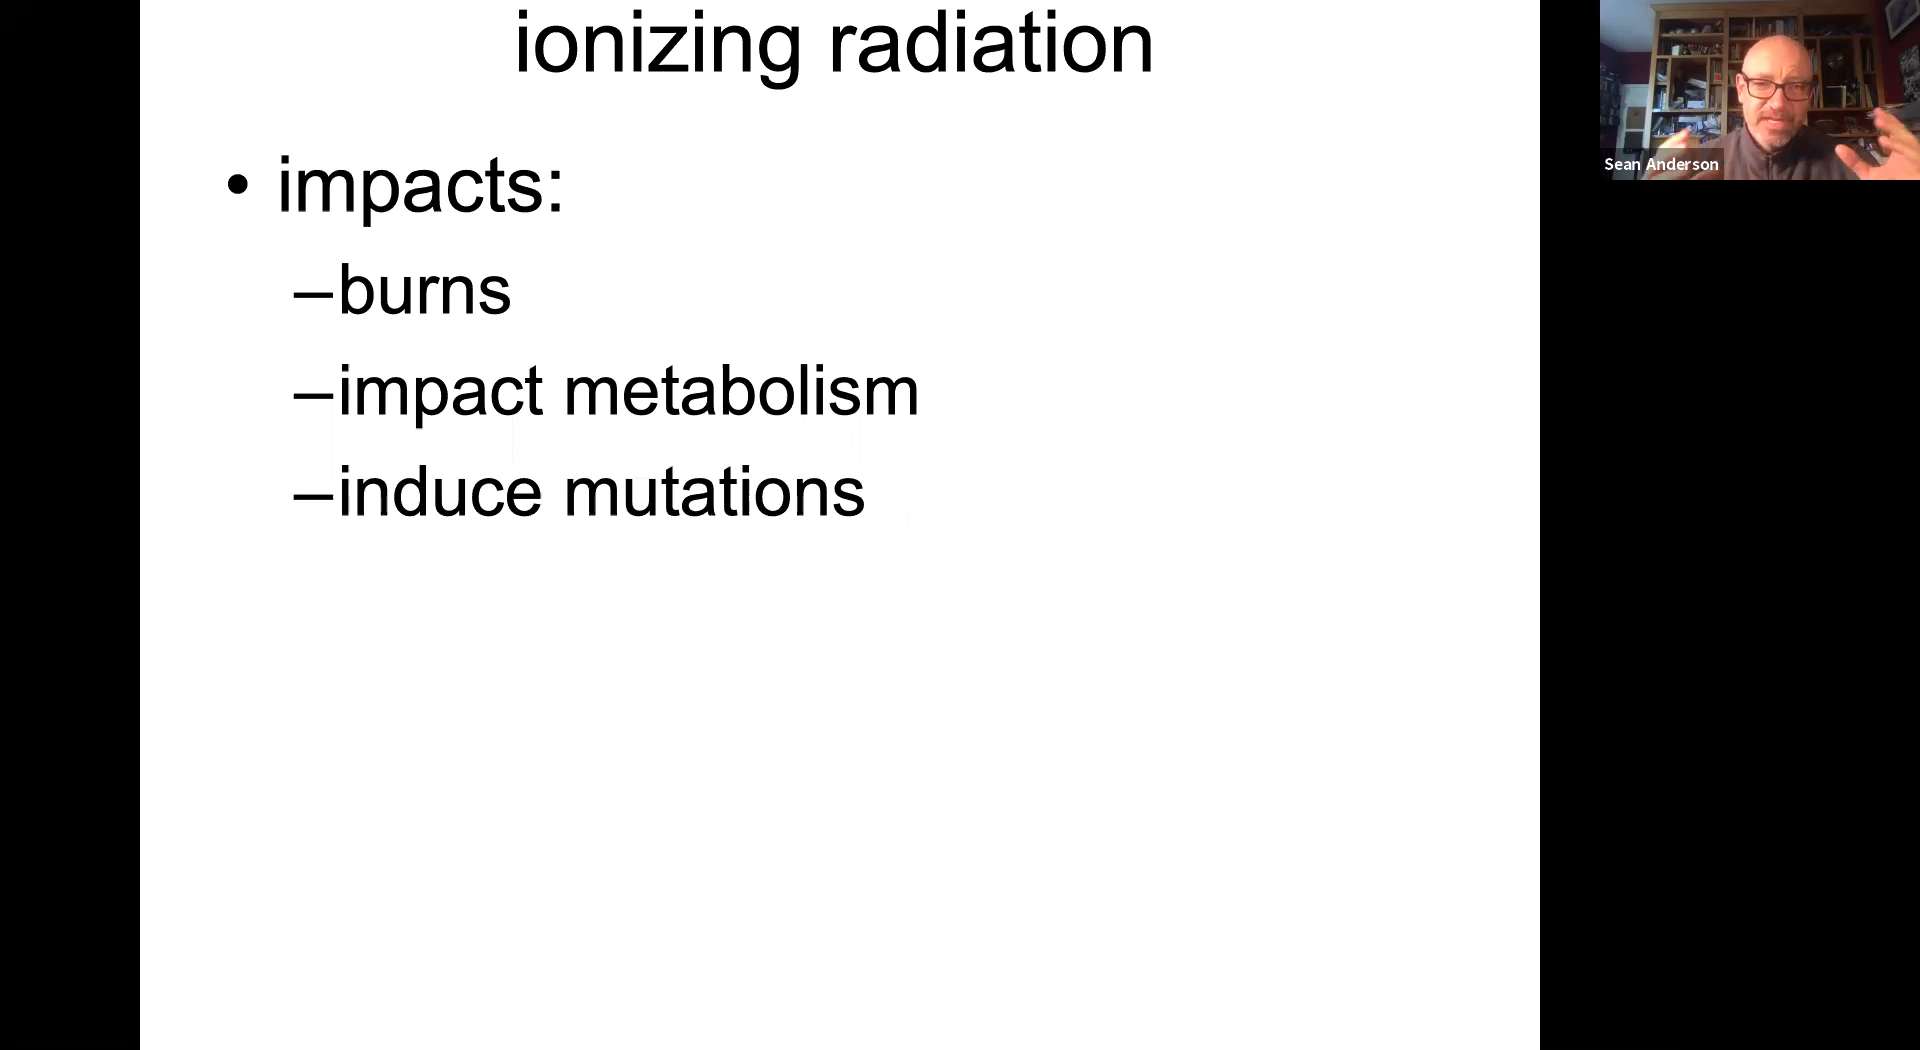 ionizing radiation
• impacts:
–burns
–impact metabolism
–induce mutations
Sean Anderson